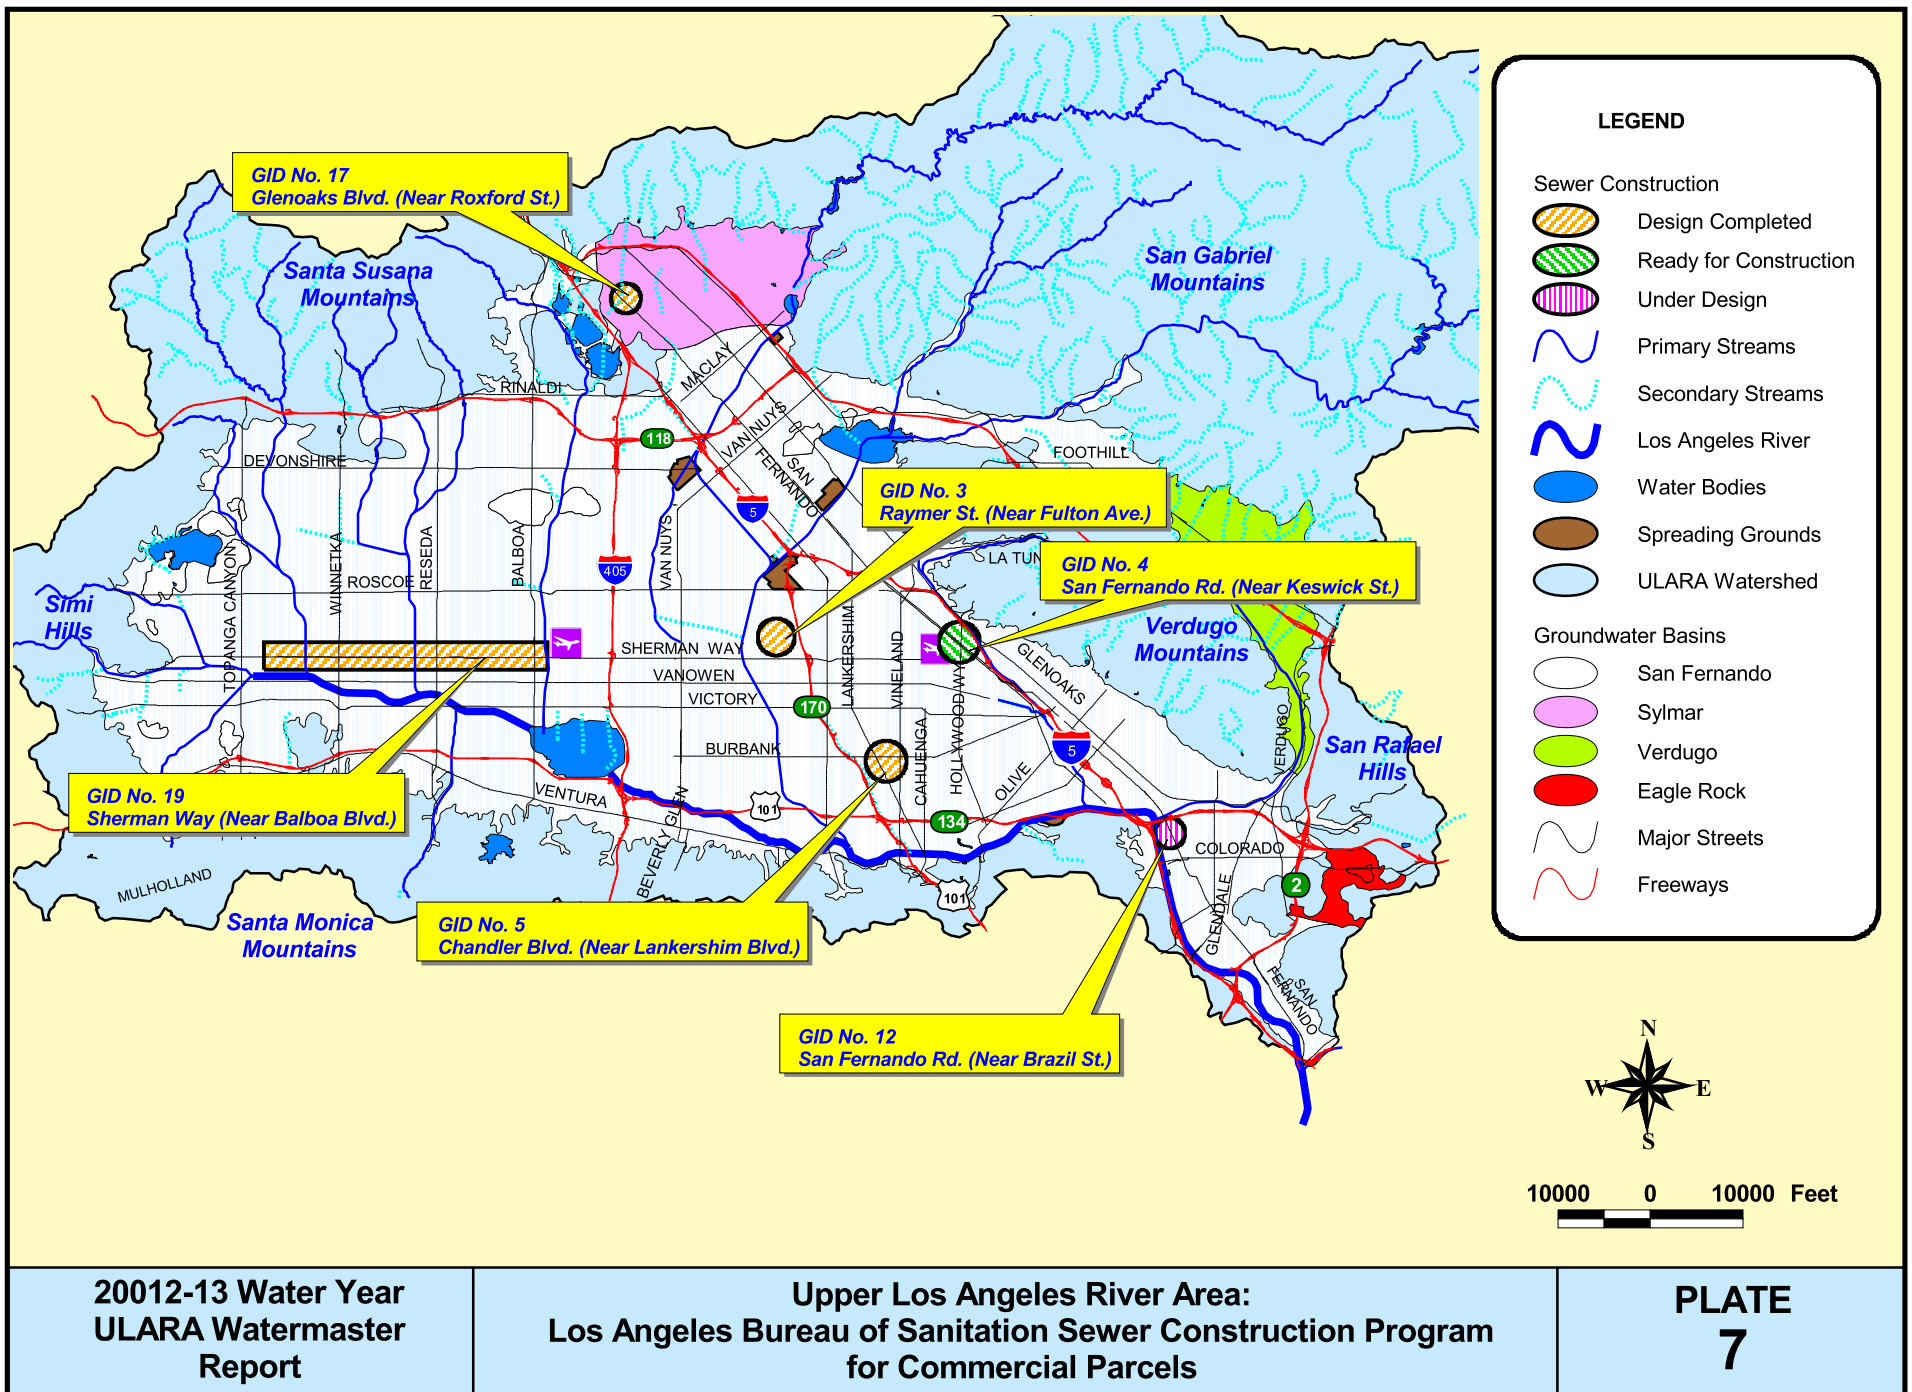 GID No. 17
Glenoaks Blvd. (Near Roxford St.)
Santa Susana
Mountains
San Gabriel
Mountains
MACLAY
RINALDI
118
VAN NUYS
SAN
FERNANDO
DEVONSHIRE
FOOTHILL
5
GID No. 3
Raymer St. (Near Fulton Ave.)
GID No. 4
San Fernando Rd. (Near Keswick St.)
LA TUN
TOPANGA CANYON
WINNETKA
ROSCOE
RESEDA
BALBOA
405
VAN NUYS
Simi
Hills
SHERMAN WAY
VANOWEN
VICTORY
BURBANK
170
LANKERSHIM
VINELAND
CAHUENGA
HOLLYWOOD WY
GLENOAKS
Verdugo
Mountains
5
OLIVE
VERDUGO
San Rafael
Hills
GID No. 19
Sherman Way (Near Balboa Blvd.)
VENTURA
101
134
BEVERLY GLEN
COLORADO
2
GLENDALE
MULHOLLAND
101
Santa Monica
Mountains
GID No. 5
Chandler Blvd. (Near Lankershim Blvd.)
SAN
FERNANDO
GID No. 12
San Fernando Rd. (Near Brazil St.)
LEGEND
Sewer Construction
Design Completed
Ready for Construction
Under Design
Primary Streams
Secondary Streams
Los Angeles River
Water Bodies
Spreading Grounds
ULARA Watershed
Groundwater Basins
San Fernando
Sylmar
Verdugo
Eagle Rock
Major Streets
Freeways
N
W
E
S
10000 0 10000 Feet
20012-13 Water Year
ULARA Watermaster
Report
Upper Los Angeles River Area:
Los Angeles Bureau of Sanitation Sewer Construction Program
for Commercial Parcels
PLATE
7